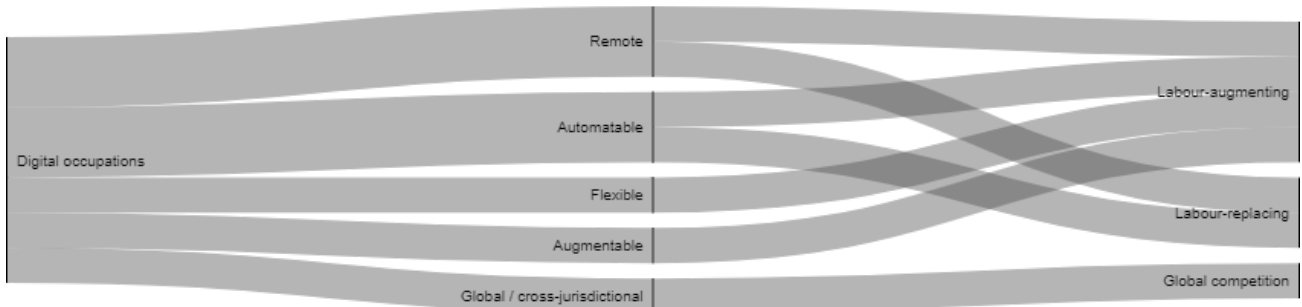 Digital occupations
Remote
Automatable
Flexible
Augmentable
Global / cross-jurisdictional
Labour-augmenting
Labour-replacing
Global competition